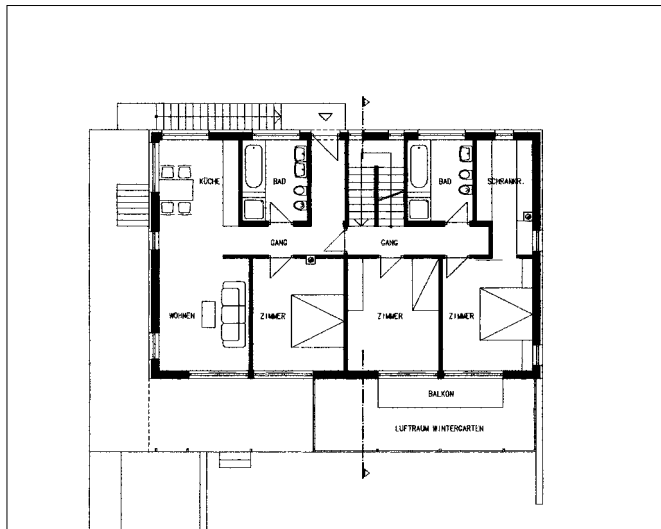 KÜCHE
BAD
BAD
SCHRANKR.
GANG
GANG
WOHNEN
ZIMMER
ZIMMER
ZIMMER
BALKON
LUFTRAUM WINTERGARTEN